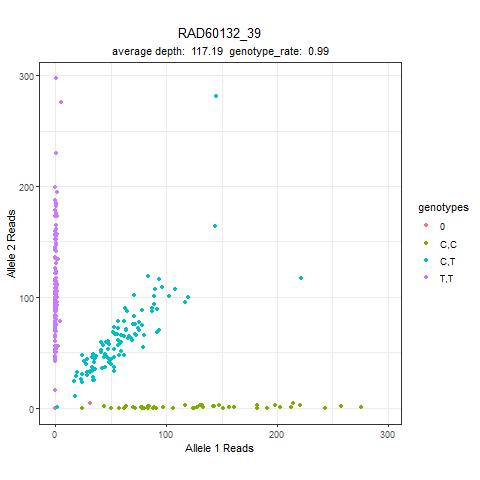 RAD60132_39
average depth: 117.19 genotype_rate: 0.99
300
200
100
0
Allele 2 Reads
0 100 200 300
Allele 1 Reads
genotypes
0
C,C
C,T
T,T